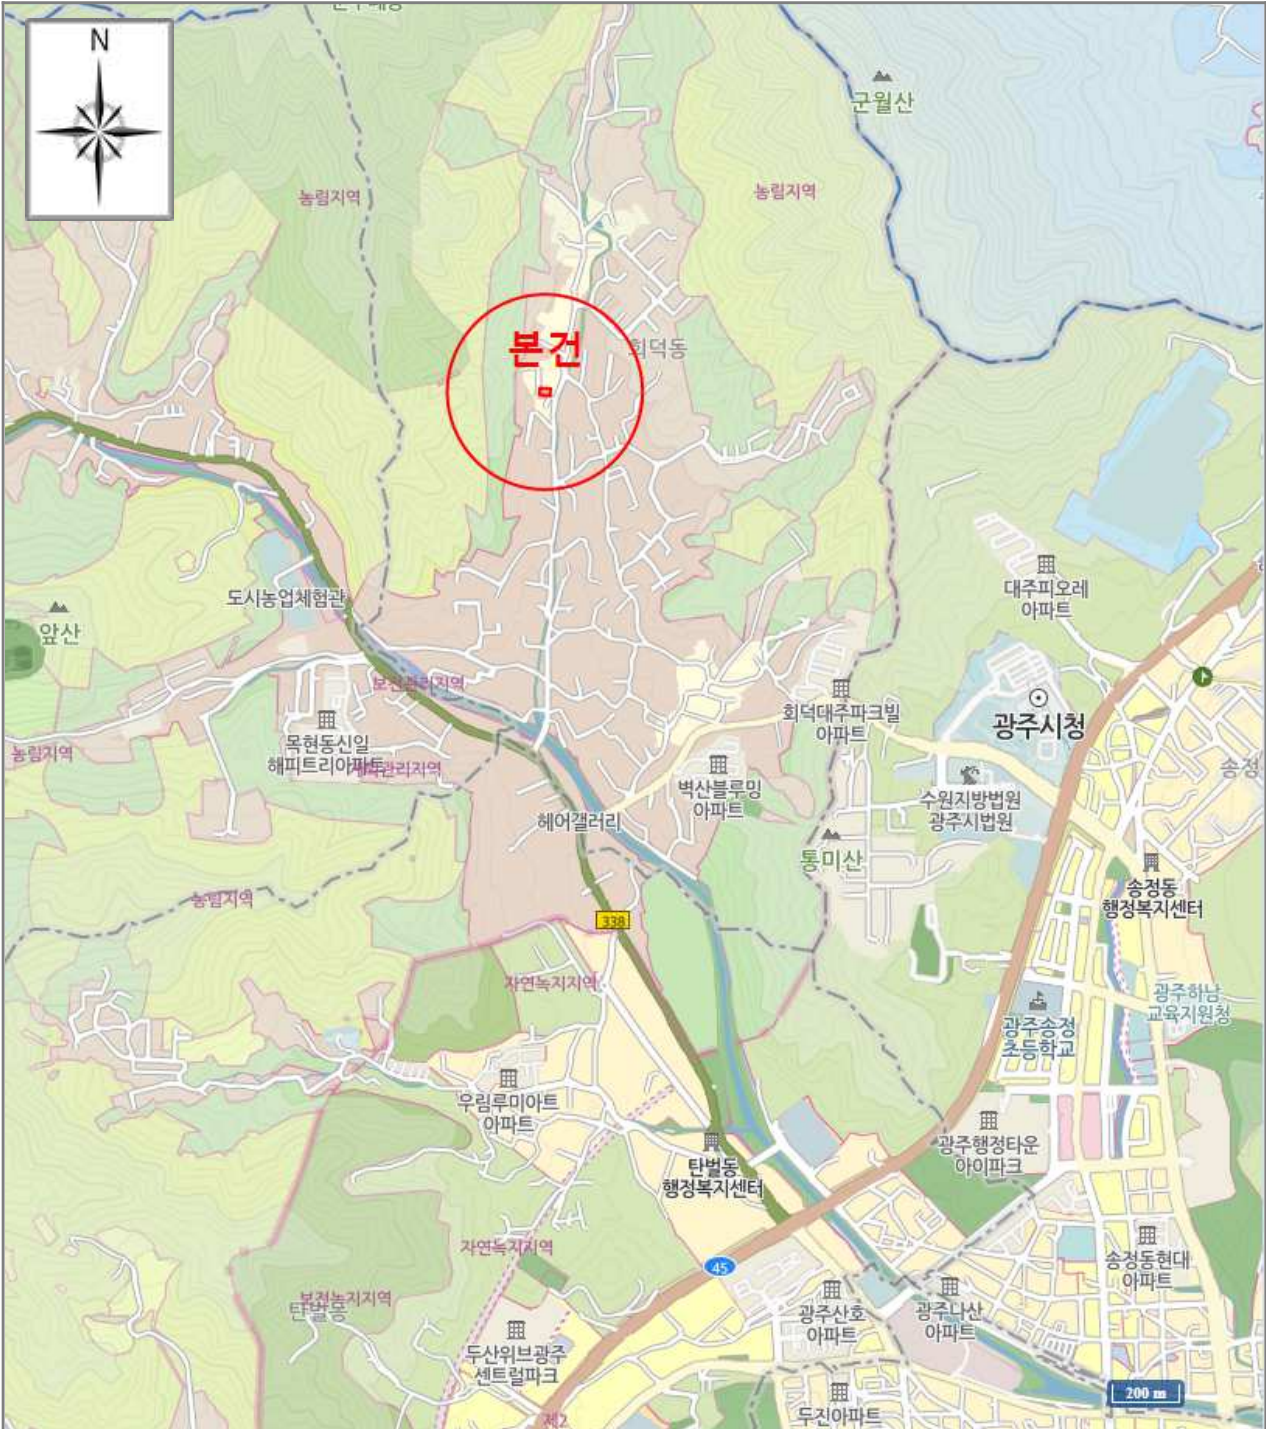 N
군월산
농림지역
농림지역
본건
회덕동
대주피오레
아파트
도시농업체험관
앞산
보전관리지역
회덕대주파크빌
아파트
광주시청
농림지역
목현동신일
해피트리아파트
벽산블루밍
아파트
송정
수원지방법원
광주시법원
헤어갤러리
통미산
송정동
행정복지센터
농림지역
338
자연녹지지역
광주하남
교육지원청
광주송정
초등학교
우림루미아트
아파트
광주행정타운
아이파크
탄벌동
행정복지센터
자연녹지지역
45
송정동현대
아파트
보전녹지지역
광주산호
아파트
광주나산
아파트
두산위브광주
센트럴파크
200 m
두진아파트
제2